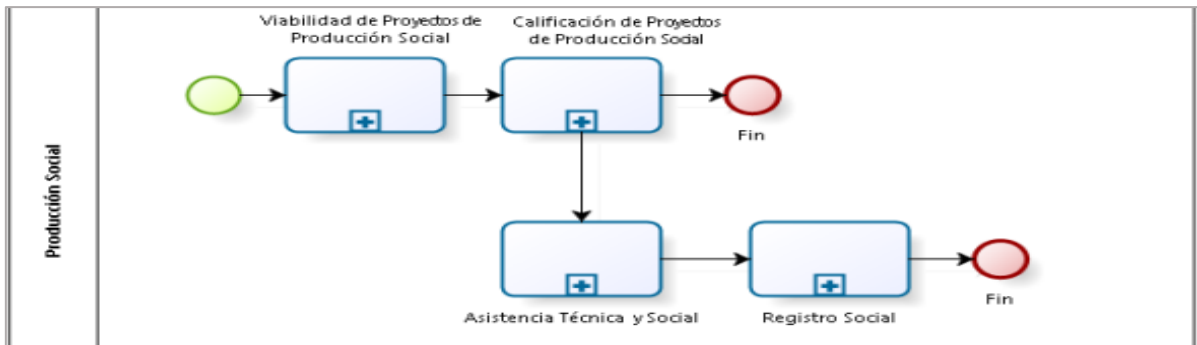 Viabilidad de Proyectos de
Producción Social
Calificación de Proyectos
de Producción Social
Fin
Producción Social
Asistencia Técnica y Social
Registro Social
Fin